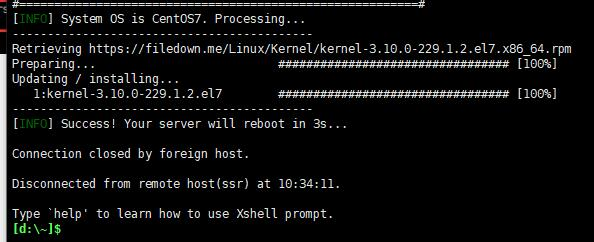 #=========================================================#
[INFO] System OS is CentOS7. Processing...
------------------------------------------
Retrieving https://filedown.me/Linux/Kernel/kernel-3.10.0-229.1.2.el7.x86_64.rpm
Preparing... ################################# [100%]
Updating / installing...
1:kernel-3.10.0-229.1.2.el7 ################################# [100%]
------------------------------------------
[INFO] Success! Your server will reboot in 3s...
Connection closed by foreign host.
Disconnected from remote host(ssr) at 10:34:11.
Type `help' to learn how to use Xshell prompt.
[d:\~]$